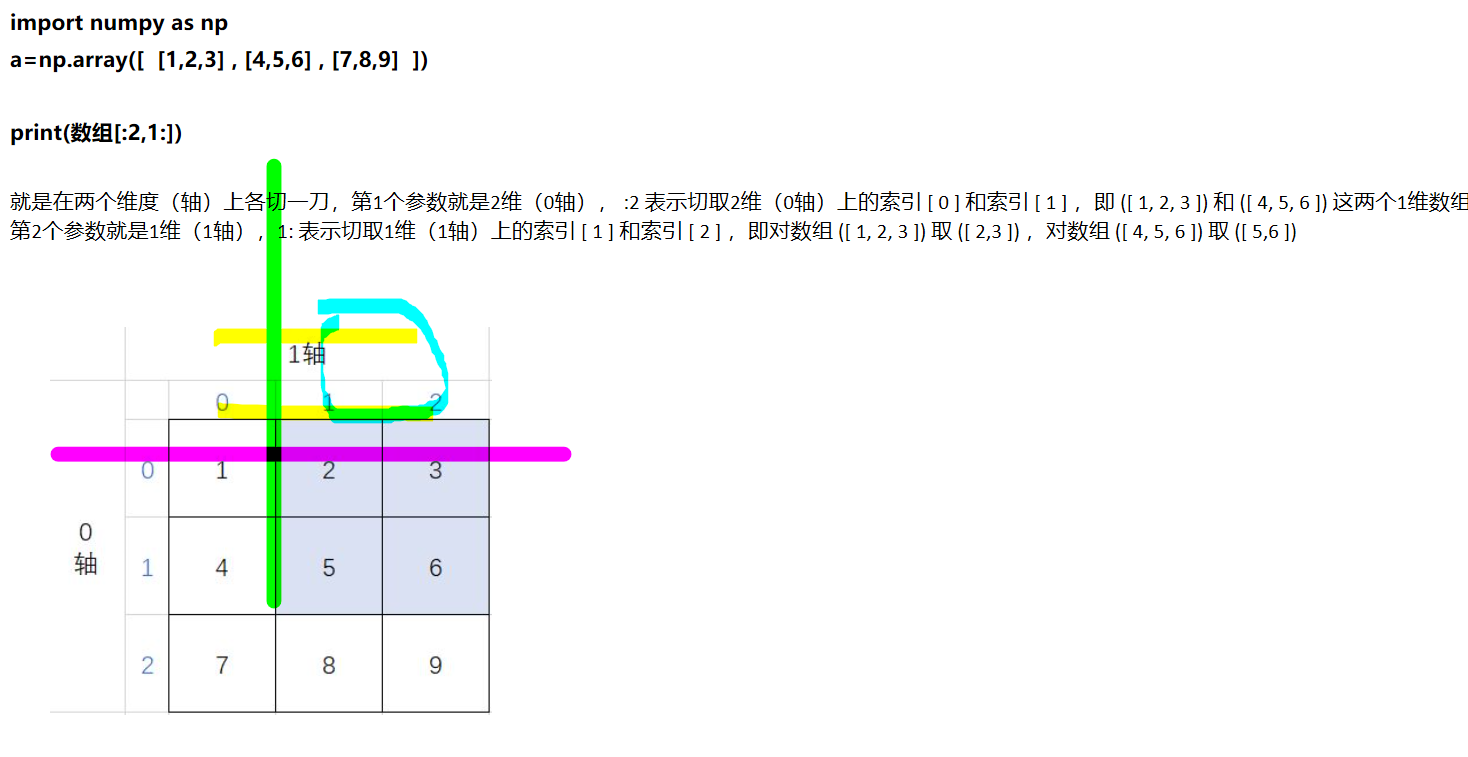 import numpy as np
a=np.array([  [1,2,3] , [4,5,6] , [7,8,9]  ])
print(数组[:2,1:])
就是在两个维度（轴）上各切一刀，第1个参数就是2维（0轴）， :2 表示切取2维（0轴）上的索引 [ 0 ] 和索引 [ 1 ] ，即 ([ 1, 2, 3 ]) 和 ([ 4, 5, 6 ]) 这两个1维数组
第2个参数就是1维（1轴），1: 表示切取1维（1轴）上的索引 [ 1 ] 和索引 [ 2 ] ，即对数组 ([ 1, 2, 3 ]) 取 ([ 2,3 ]) ，对数组 ([ 4, 5, 6 ]) 取 ([ 5,6 ])
1轴
0 1 2
0 1 2 3
0
轴
1 4 5 6
2 7 8 9